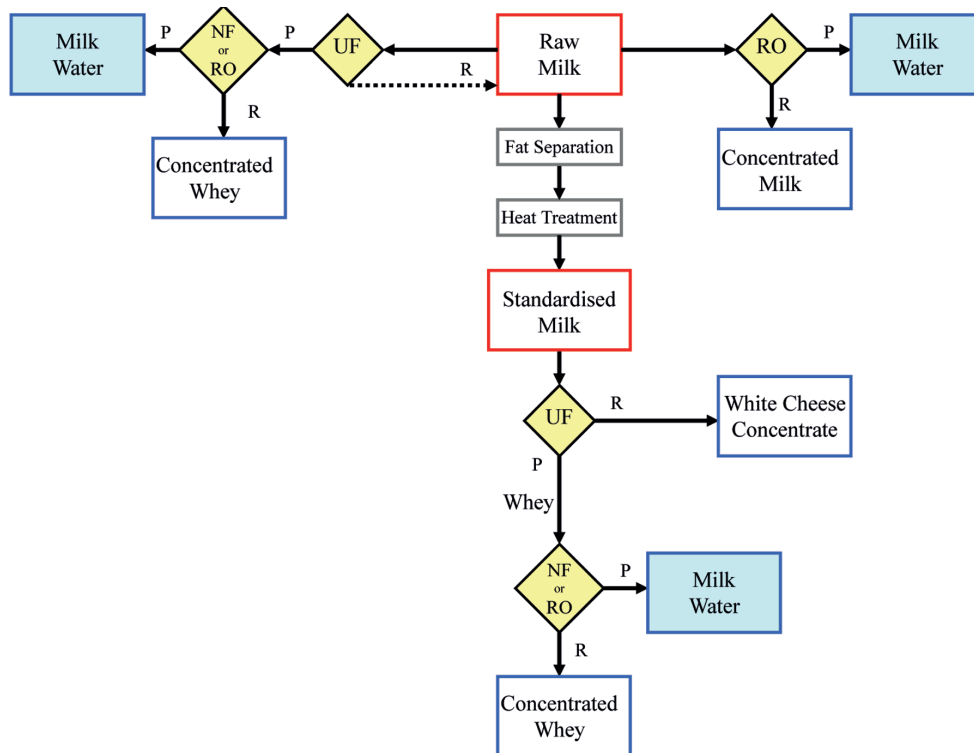 Milk
Water
P
NF
or
RO
P
UF
R
Raw
Milk
RO
P
Milk
Water
R
Concentrated
Whey
Fat Separation
R
Concentrated
Milk
Heat Treatment
Standardised
Milk
UF
R
White Cheese
Concentrate
P
Whey
NF
or
RO
P
Milk
Water
R
Concentrated
Whey